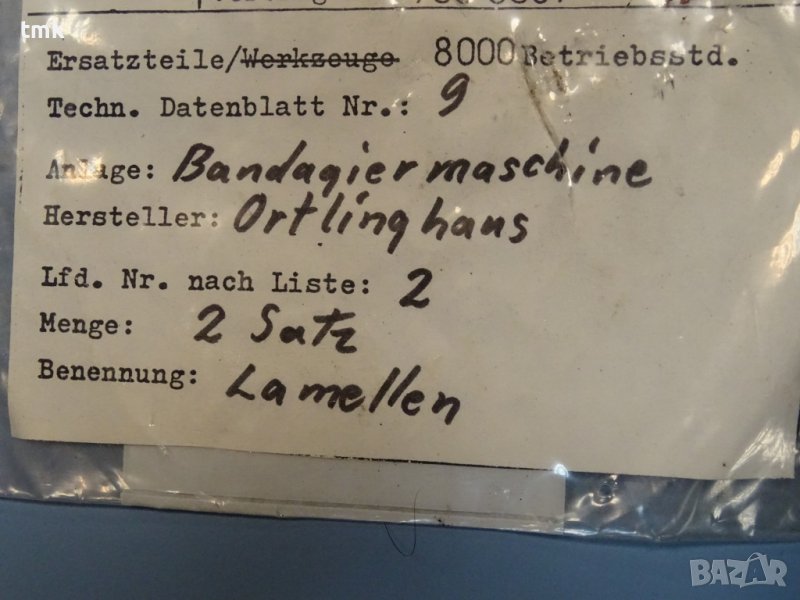 tmk
Ersatzteile/Werkzeuge 8000 Betriebsstd.
Techn. Datenblatt Nr.: 9
Anlage: Bandagiermaschine
Hersteller: Ortlinghaus
Lfd. Nr. nach Liste: 2
Menge: 2 Satz
Benennung: Lamellen
BAZAR